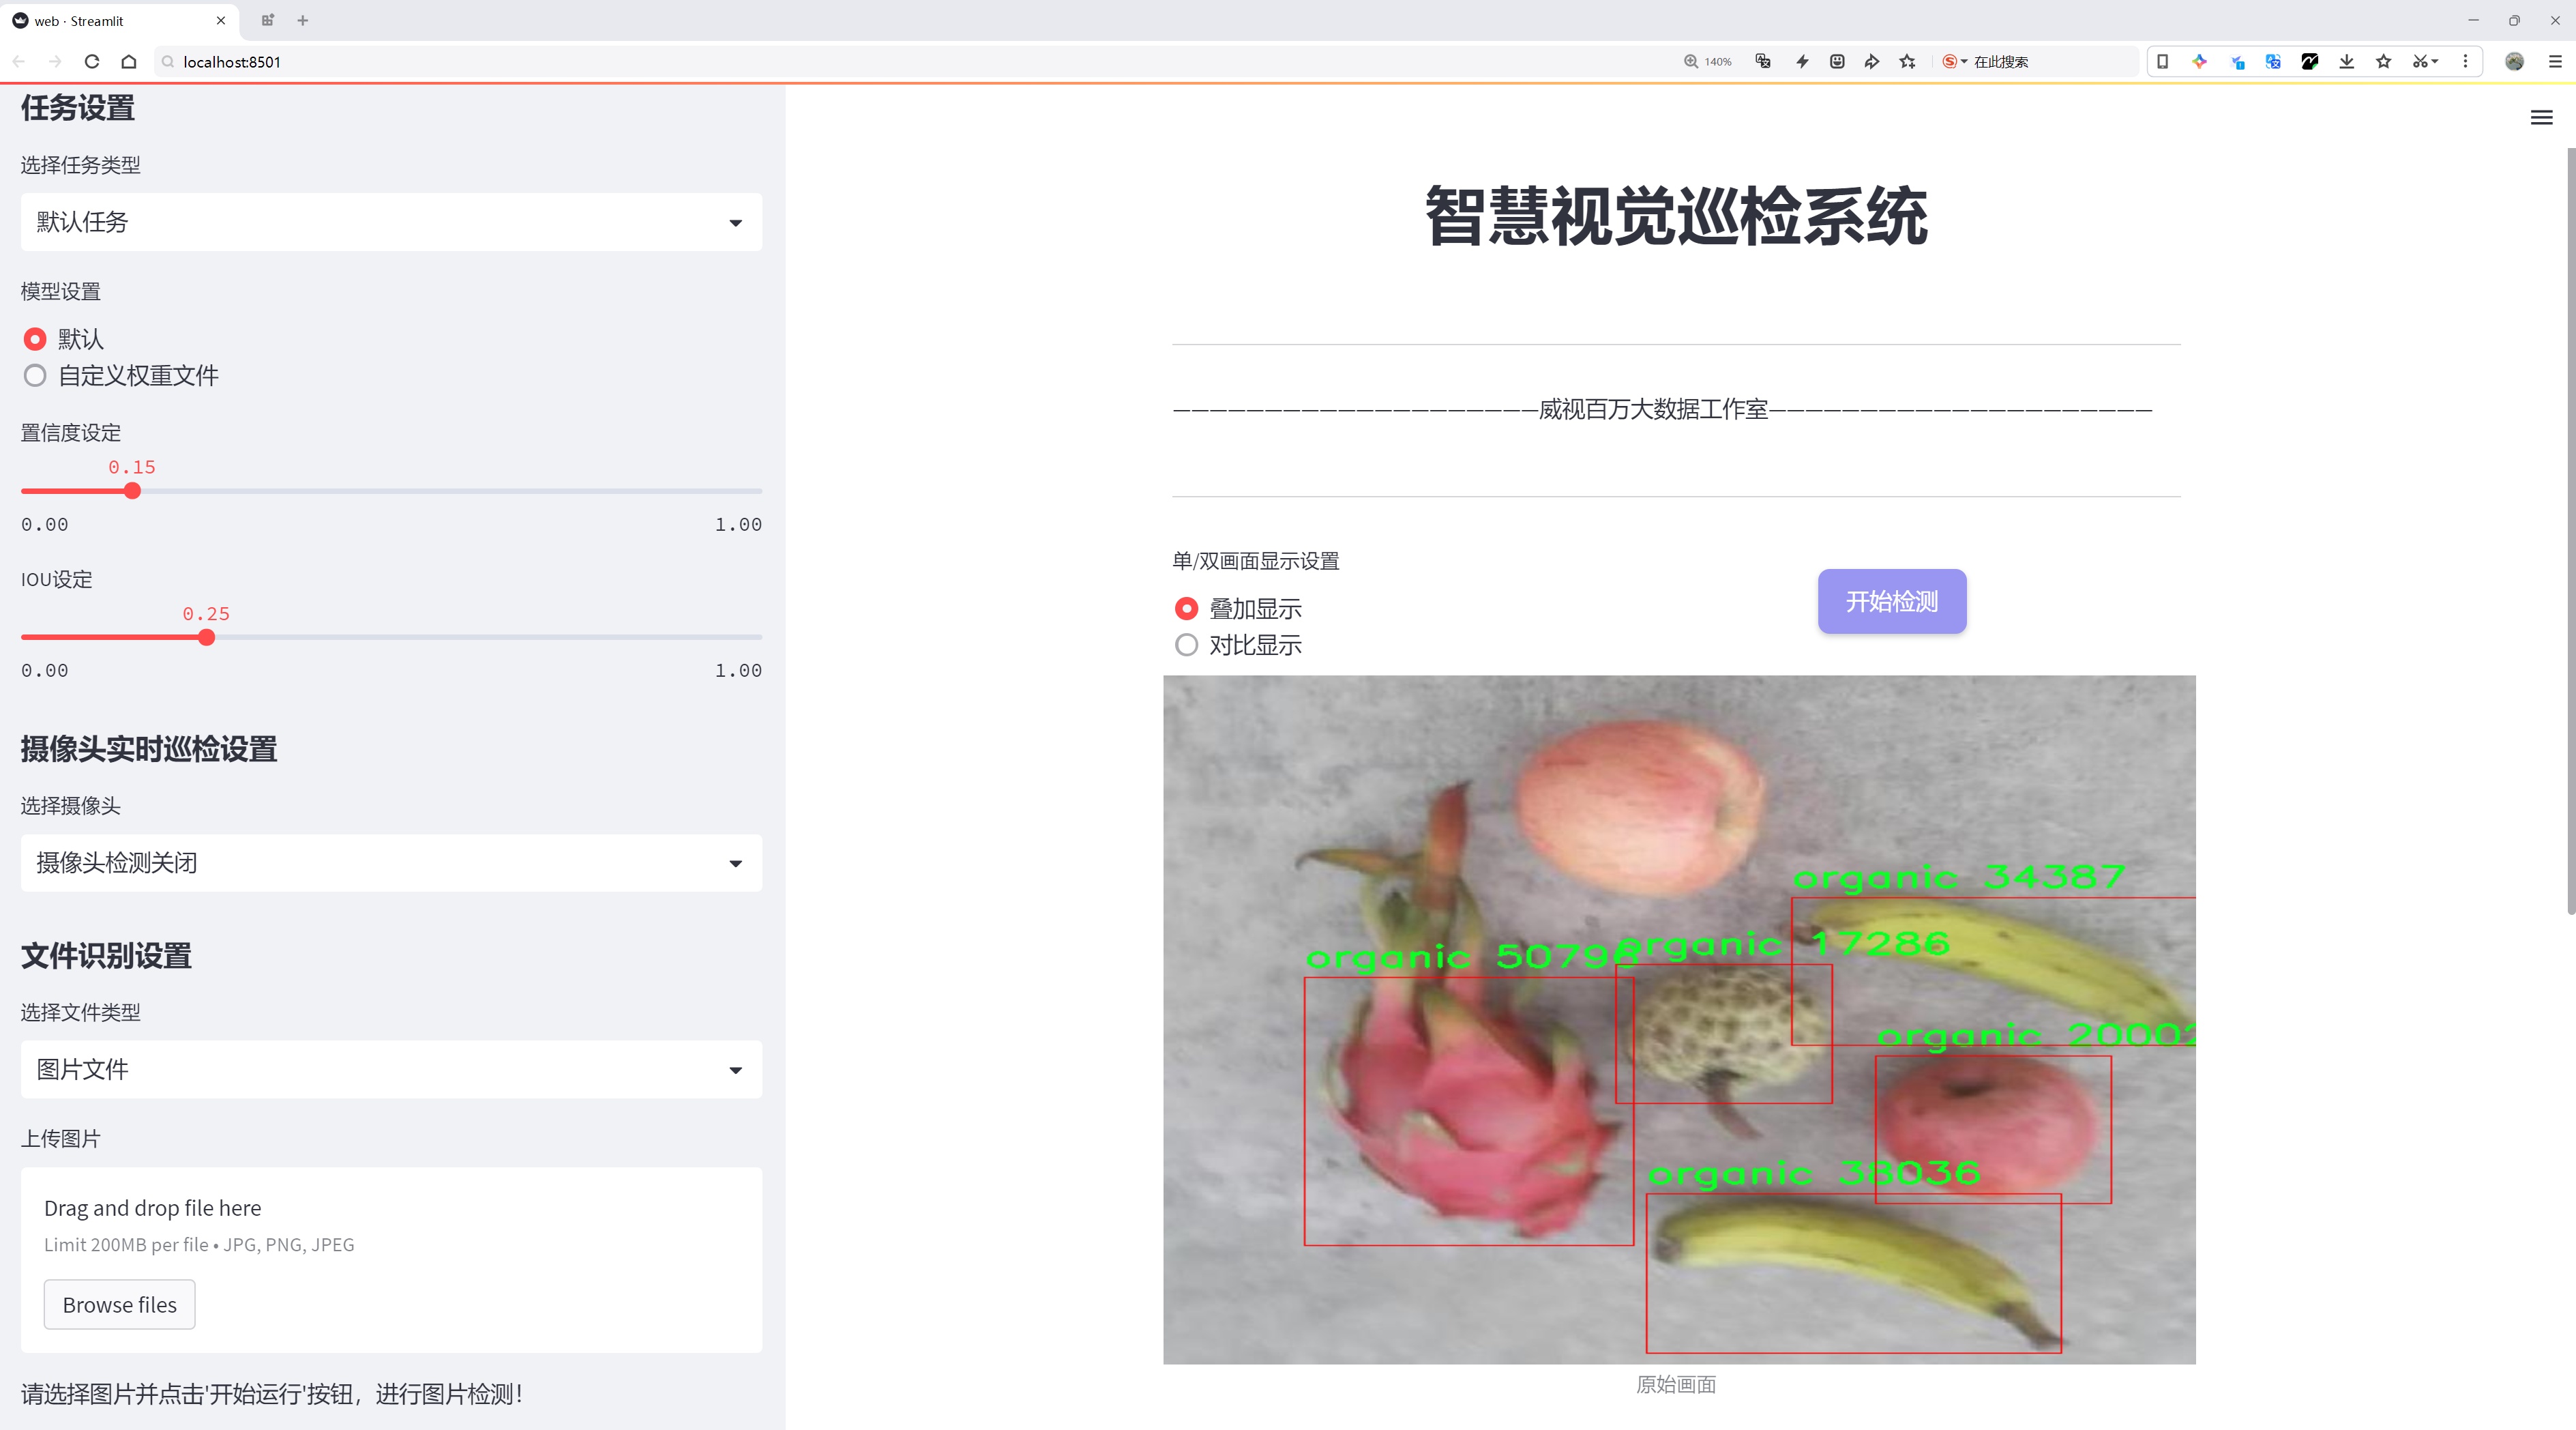 web · Streamlit
localhost:8501
140%
在此搜索
任务设置
选择任务类型
默认任务
模型设置
默认
自定义权重文件
置信度设定
0.15
0.00 1.00
IOU设定
0.25
0.00 1.00
摄像头实时巡检设置
选择摄像头
摄像头检测关闭
文件识别设置
选择文件类型
图片文件
上传图片
Drag and drop file here
Limit 200MB per file • JPG, PNG, JPEG
Browse files
请选择图片并点击'开始运行'按钮，进行图片检测！
智慧视觉巡检系统
————————————————————威视百万大数据工作室—————————————————————
单/双画面显示设置
叠加显示
对比显示
开始检测
organic 34387
organic 17286
organic 50796
organic 20002
organic 38036
原始画面